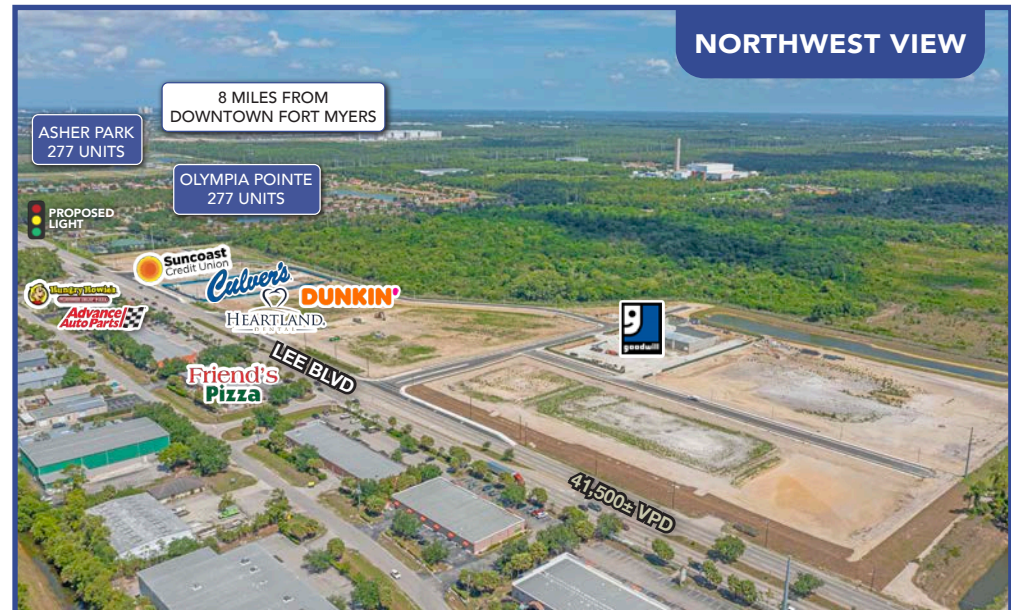 NORTHWEST VIEW
8 MILES FROM
DOWNTOWN FORT MYERS
ASHER PARK
277 UNITS
OLYMPIA POINTE
277 UNITS
PROPOSED
LIGHT
Suncoast
Credit Union
Culver's
DUNKIN'
HEARTLAND
DENTAL
Hungry Howie's
Advance
Auto Parts
goodwill
Friend's
Pizza
LEE BLVD
41,500± VPD